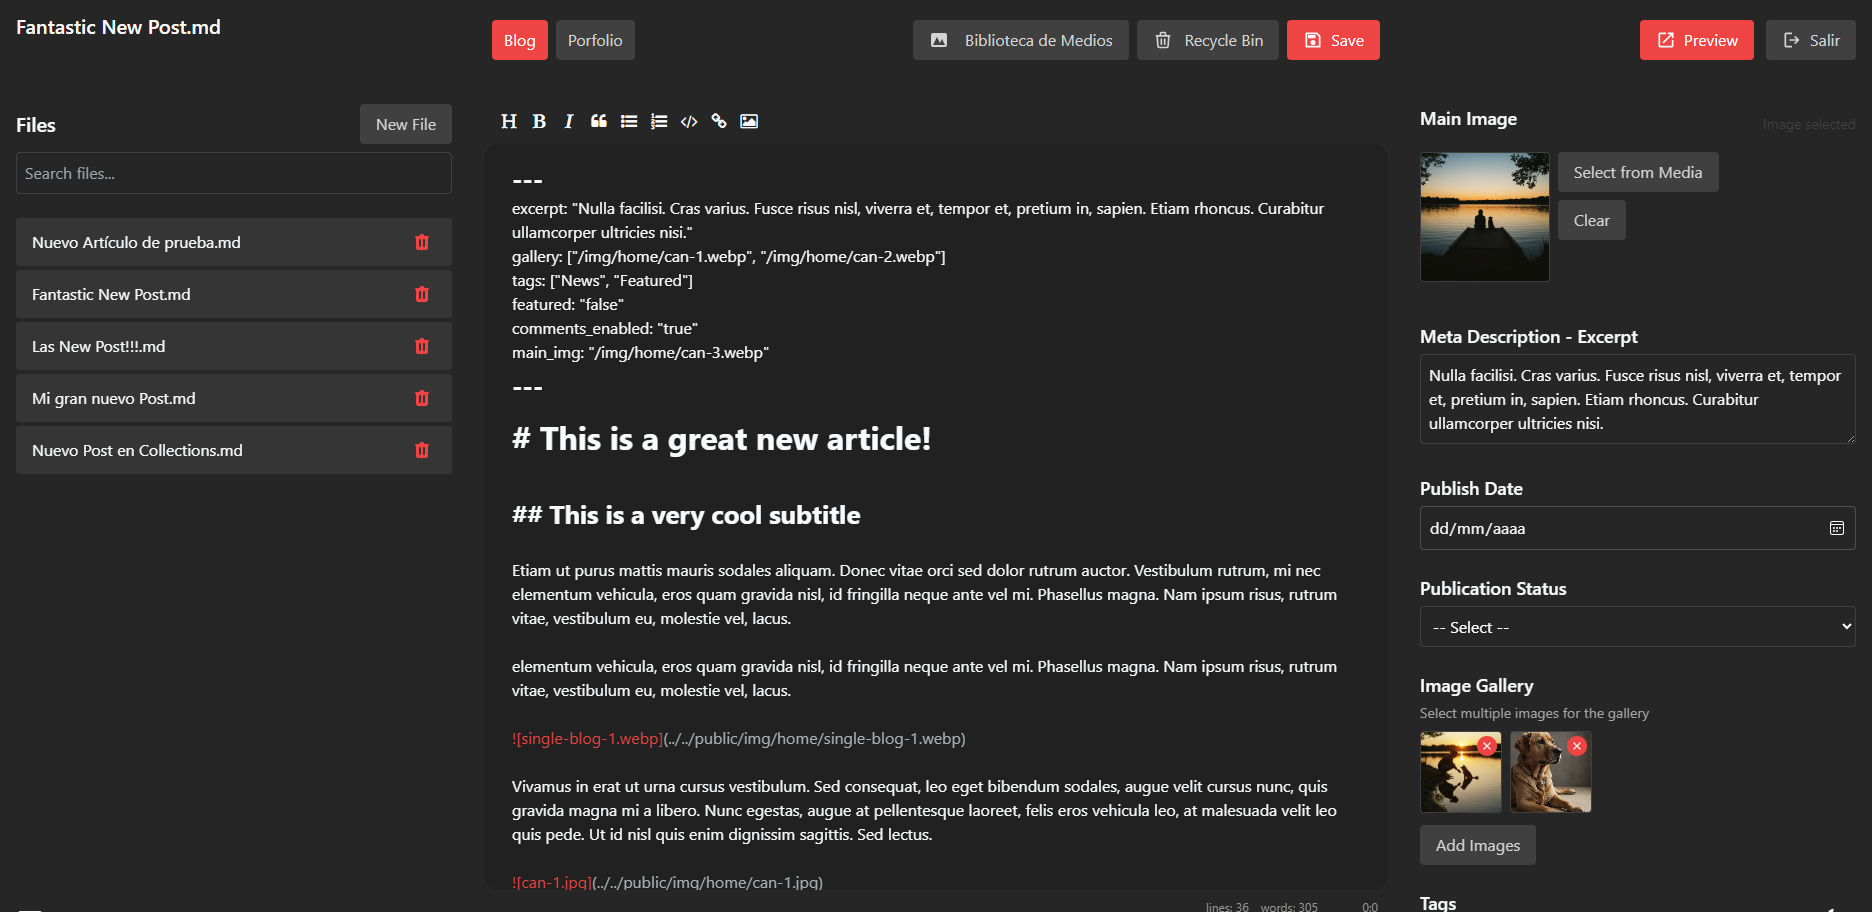 Fantastic New Post.md
Blog
Porfolio
Biblioteca de Medios
Recycle Bin
Save
Preview
Salir
Files
New File
Search files...
Nuevo Artículo de prueba.md
Fantastic New Post.md
Las New Post!!!.md
Mi gran nuevo Post.md
Nuevo Post en Collections.md
H B I
---
excerpt: "Nulla facilisi. Cras varius. Fusce risus nisl, viverra et, tempor et, pretium in, sapien. Etiam rhoncus. Curabitur
ullamcorper ultricies nisi."
gallery: ["/img/home/can-1.webp", "/img/home/can-2.webp"]
tags: ["News", "Featured"]
featured: "false"
comments_enabled: "true"
main_img: "/img/home/can-3.webp"
---
# This is a great new article!
## This is a very cool subtitle
Etiam ut purus mattis mauris sodales aliquam. Donec vitae orci sed dolor rutrum auctor. Vestibulum rutrum, mi nec
elementum vehicula, eros quam gravida nisl, id fringilla neque ante vel mi. Phasellus magna. Nam ipsum risus, rutrum
vitae, vestibulum eu, molestie vel, lacus.
elementum vehicula, eros quam gravida nisl, id fringilla neque ante vel mi. Phasellus magna. Nam ipsum risus, rutrum
vitae, vestibulum eu, molestie vel, lacus.
![single-blog-1.webp](../../public/img/home/single-blog-1.webp)
Vivamus in erat ut urna cursus vestibulum. Sed consequat, leo eget bibendum sodales, augue velit cursus nunc, quis
gravida magna mi a libero. Nunc egestas, augue at pellentesque laoreet, felis eros vehicula leo, at malesuada velit leo
quis pede. Ut id nisl quis enim dignissim sagittis. Sed lectus.
![can-1.jpg](../../public/img/home/can-1.jpg)
lines: 36 words: 305 0:0
Main Image
Image selected
Select from Media
Clear
Meta Description - Excerpt
Nulla facilisi. Cras varius. Fusce risus nisl, viverra et, tempor
et, pretium in, sapien. Etiam rhoncus. Curabitur
ullamcorper ultricies nisi.
Publish Date
dd/mm/aaaa
Publication Status
-- Select --
Image Gallery
Select multiple images for the gallery
Add Images
Tags